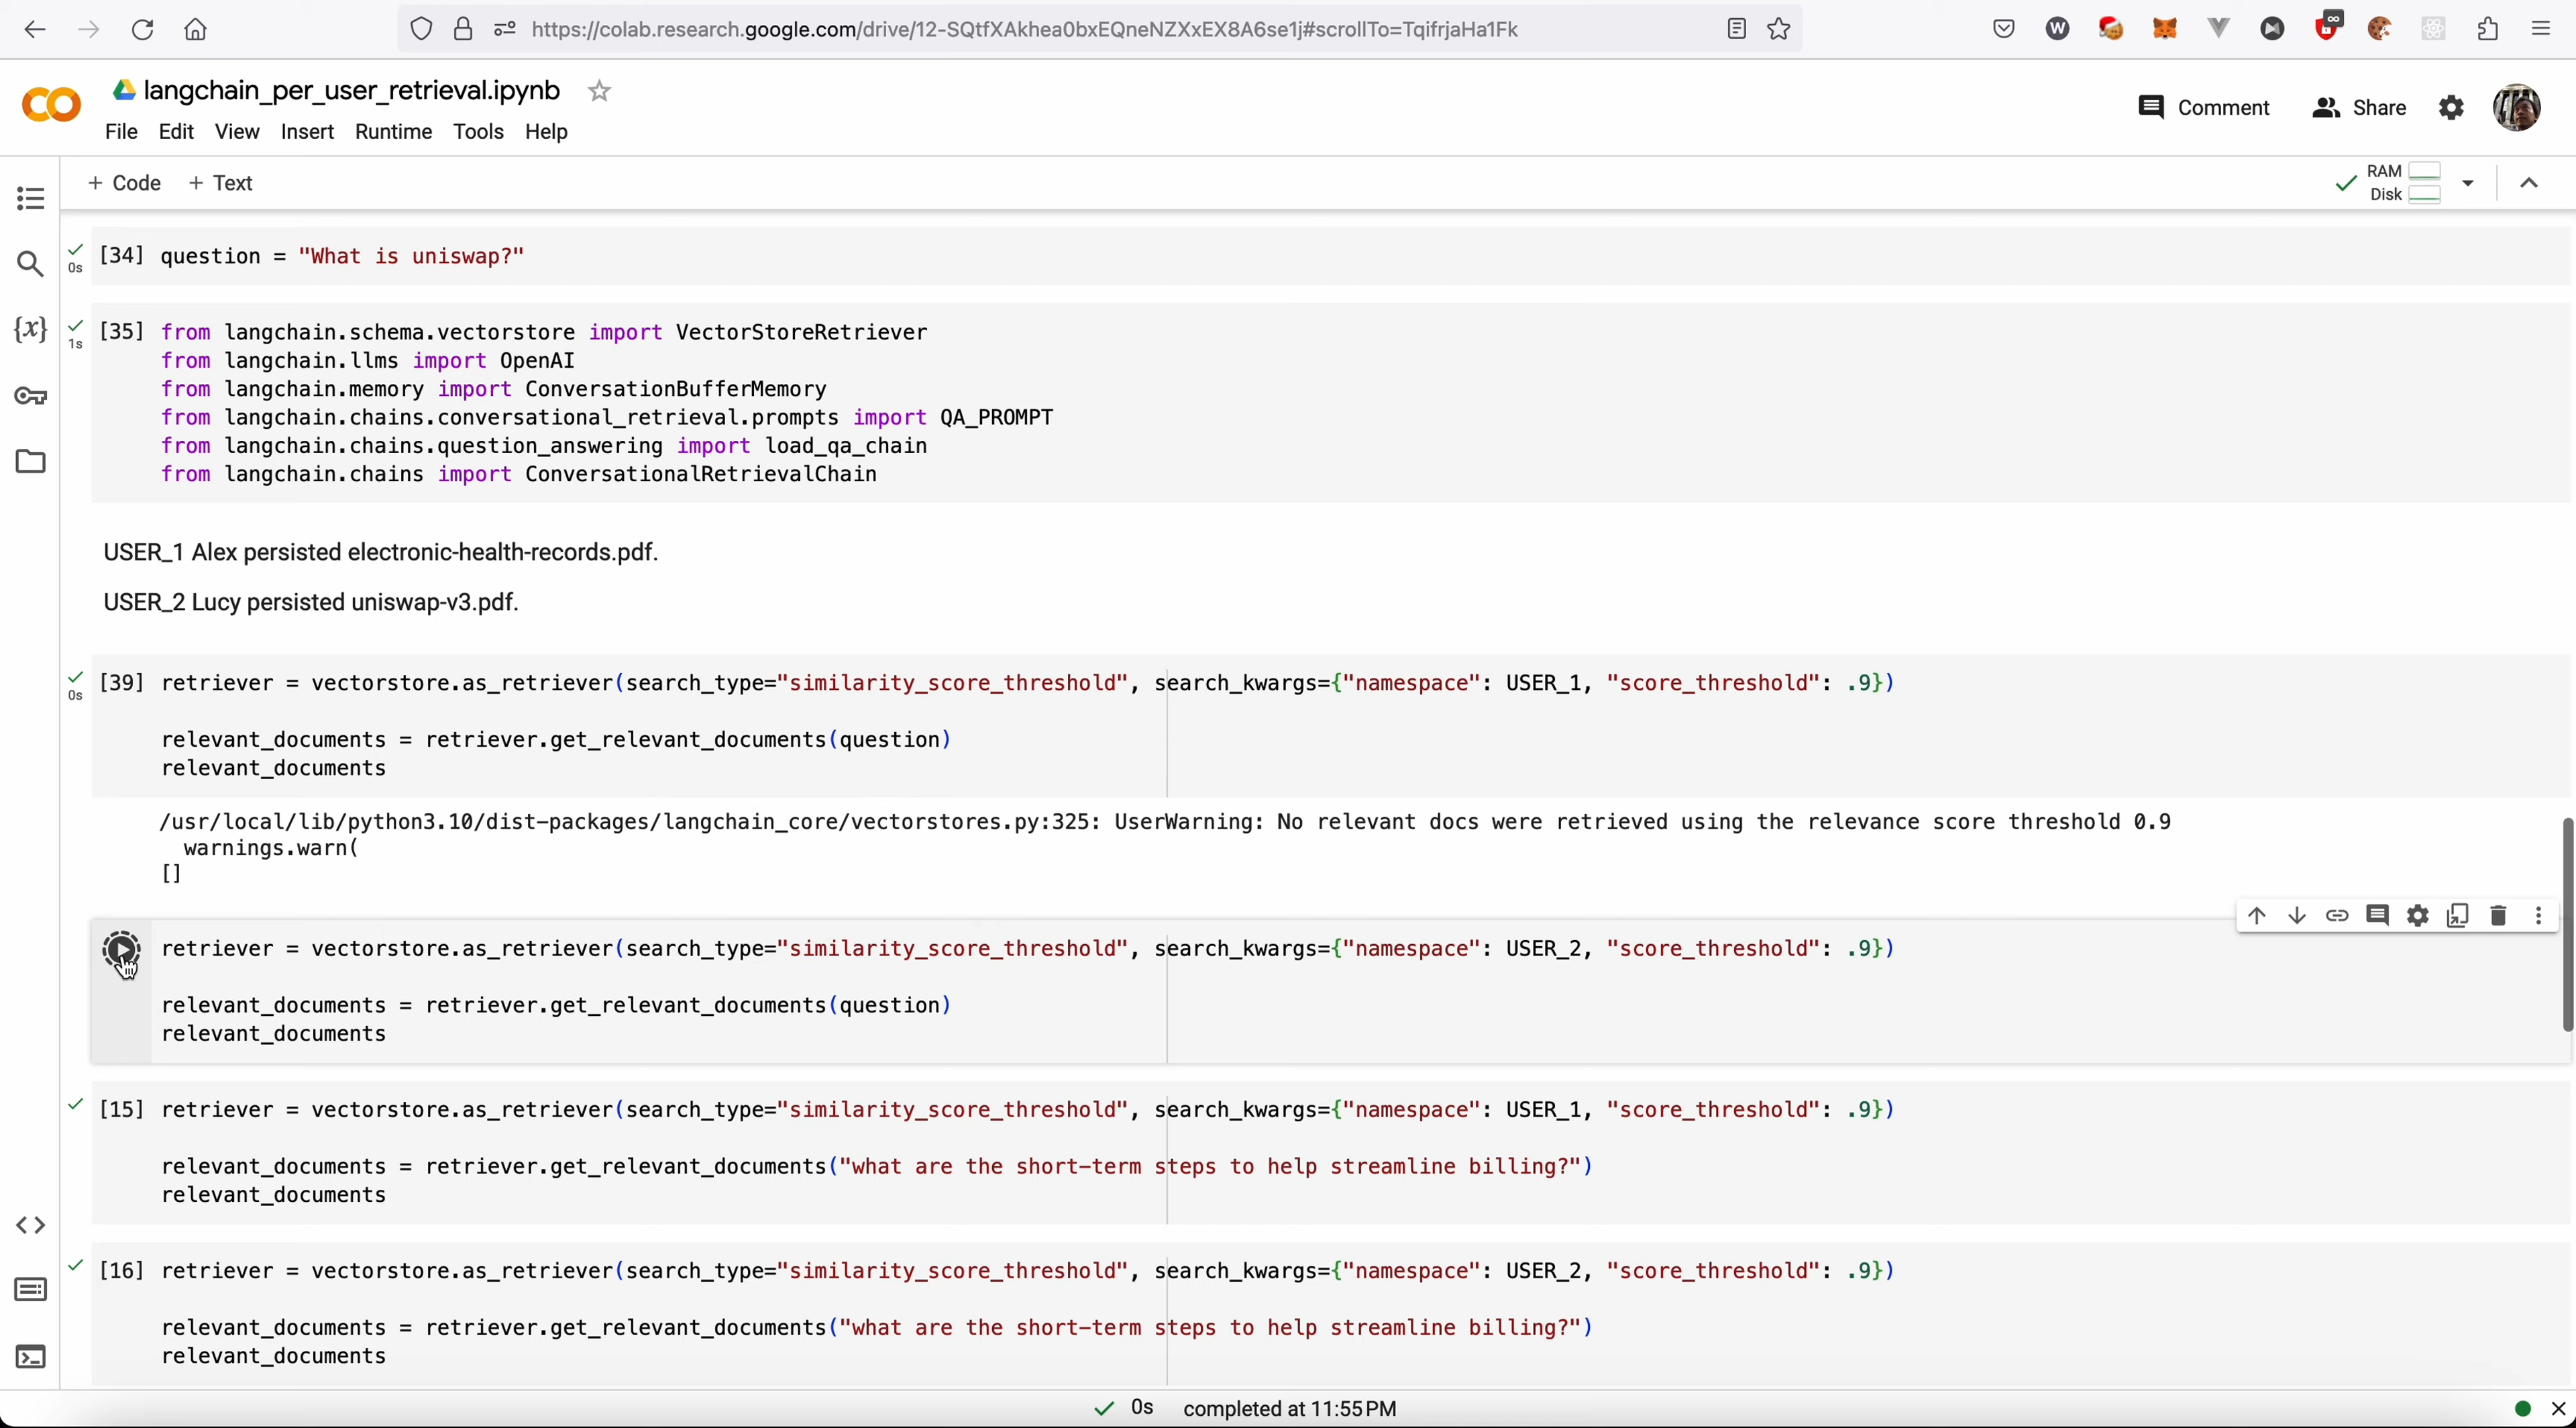 https://colab.research.google.com/drive/12-SQtfXAkhea0bxEQneNZXxEX8A6se1j#scrollTo=TqifrjaHa1Fk
langchain_per_user_retrieval.ipynb
Comment
Share
File Edit View Insert Runtime Tools Help
+ Code + Text
RAM
Disk
[34] question = "What is uniswap?"
0s
[35] from langchain.schema.vectorstore import VectorStoreRetriever
1s
from langchain.llms import OpenAI
from langchain.memory import ConversationBufferMemory
from langchain.chains.conversational_retrieval.prompts import QA_PROMPT
from langchain.chains.question_answering import load_qa_chain
from langchain.chains import ConversationalRetrievalChain
USER_1 Alex persisted electronic-health-records.pdf.
USER_2 Lucy persisted uniswap-v3.pdf.
[39] retriever = vectorstore.as_retriever(search_type="similarity_score_threshold", search_kwargs={"namespace": USER_1, "score_threshold": .9})
0s
relevant_documents = retriever.get_relevant_documents(question)
relevant_documents
/usr/local/lib/python3.10/dist-packages/langchain_core/vectorstores.py:325: UserWarning: No relevant docs were retrieved using the relevance score threshold 0.9
warnings.warn(
[]
retriever = vectorstore.as_retriever(search_type="similarity_score_threshold", search_kwargs={"namespace": USER_2, "score_threshold": .9})
relevant_documents = retriever.get_relevant_documents(question)
relevant_documents
[15] retriever = vectorstore.as_retriever(search_type="similarity_score_threshold", search_kwargs={"namespace": USER_1, "score_threshold": .9})
relevant_documents = retriever.get_relevant_documents("what are the short-term steps to help streamline billing?")
relevant_documents
[16] retriever = vectorstore.as_retriever(search_type="similarity_score_threshold", search_kwargs={"namespace": USER_2, "score_threshold": .9})
relevant_documents = retriever.get_relevant_documents("what are the short-term steps to help streamline billing?")
relevant_documents
0s completed at 11:55 PM